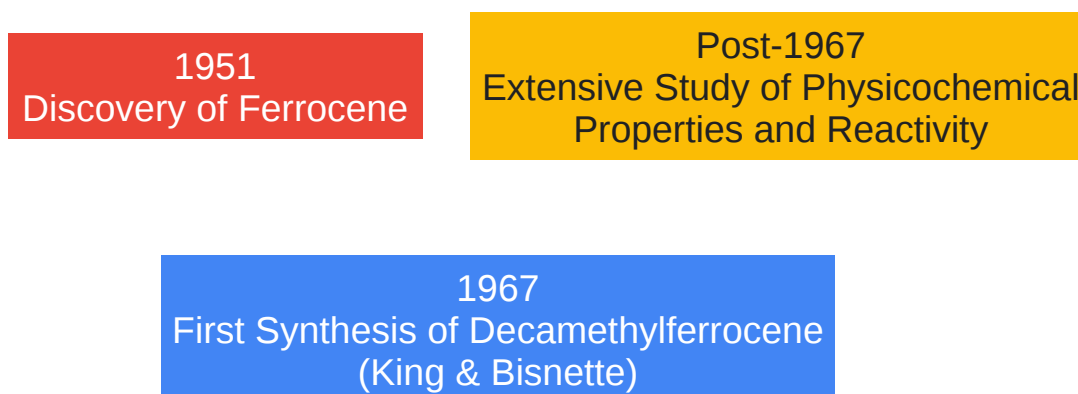 1951
Discovery of Ferrocene
Post-1967
Extensive Study of Physicochemical
Properties and Reactivity
1967
First Synthesis of Decamethylferrocene
(King & Bisnette)